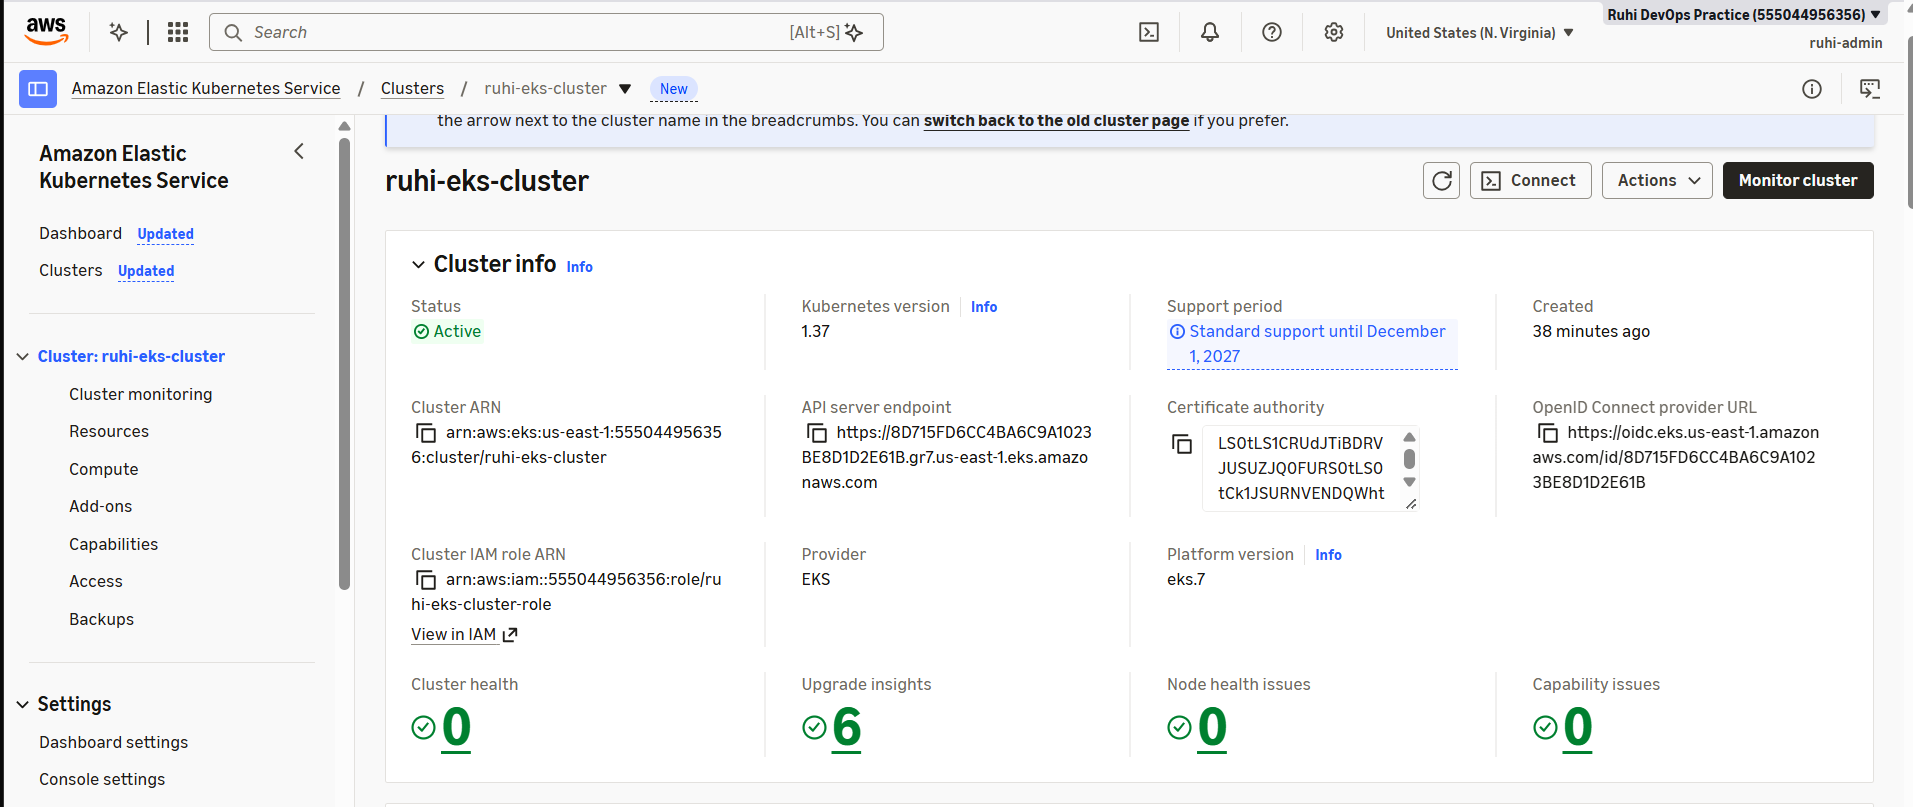 aws
Search
[Alt+S]
United States (N. Virginia)
Ruhi DevOps Practice (555044956356)
ruhi-admin
Amazon Elastic Kubernetes Service / Clusters / ruhi-eks-cluster
New
the arrow next to the cluster name in the breadcrumbs. You can switch back to the old cluster page if you prefer.
Amazon Elastic
Kubernetes Service
Dashboard Updated
Clusters Updated
Cluster: ruhi-eks-cluster
Cluster monitoring
Resources
Compute
Add-ons
Capabilities
Access
Backups
Settings
Dashboard settings
Console settings
ruhi-eks-cluster
Connect
Actions
Monitor cluster
Cluster info Info
Status
Active
Kubernetes version Info
1.37
Support period
Standard support until December
1, 2027
Created
38 minutes ago
Cluster ARN
arn:aws:eks:us-east-1:55504495635
6:cluster/ruhi-eks-cluster
API server endpoint
https://8D715FD6CC4BA6C9A1023
BE8D1D2E61B.gr7.us-east-1.eks.amazo
naws.com
Certificate authority
LS0tLS1CRUdJTiBDRV
JUSUZJQ0FURS0tLS0
tCk1JSURNVENDQWht
OpenID Connect provider URL
https://oidc.eks.us-east-1.amazon
aws.com/id/8D715FD6CC4BA6C9A102
3BE8D1D2E61B
Cluster IAM role ARN
arn:aws:iam::555044956356:role/ru
hi-eks-cluster-role
View in IAM
Provider
EKS
Platform version Info
eks.7
Cluster health
0
Upgrade insights
6
Node health issues
0
Capability issues
0